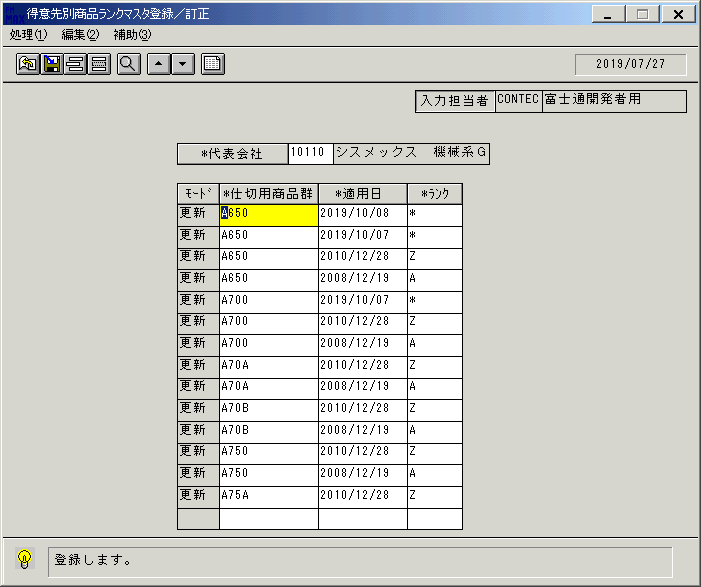 得意先別商品ランクマスタ登録／訂正
処理(1) 編集(2) 補助(3)
2019/07/27
入力担当者 CONTEC 富士通開発者用
*代表会社 10110 シスメックス 機械系G
ﾓｰﾄﾞ *仕切用商品群 *適用日 *ﾗﾝｸ
更新 A650 2019/10/08 *
更新 A650 2019/10/07 *
更新 A650 2010/12/28 Z
更新 A650 2008/12/19 A
更新 A700 2019/10/07 *
更新 A700 2010/12/28 Z
更新 A700 2008/12/19 A
更新 A70A 2010/12/28 Z
更新 A70A 2008/12/19 A
更新 A70B 2010/12/28 Z
更新 A70B 2008/12/19 A
更新 A750 2010/12/28 Z
更新 A750 2008/12/19 A
更新 A75A 2010/12/28 Z
登録します。